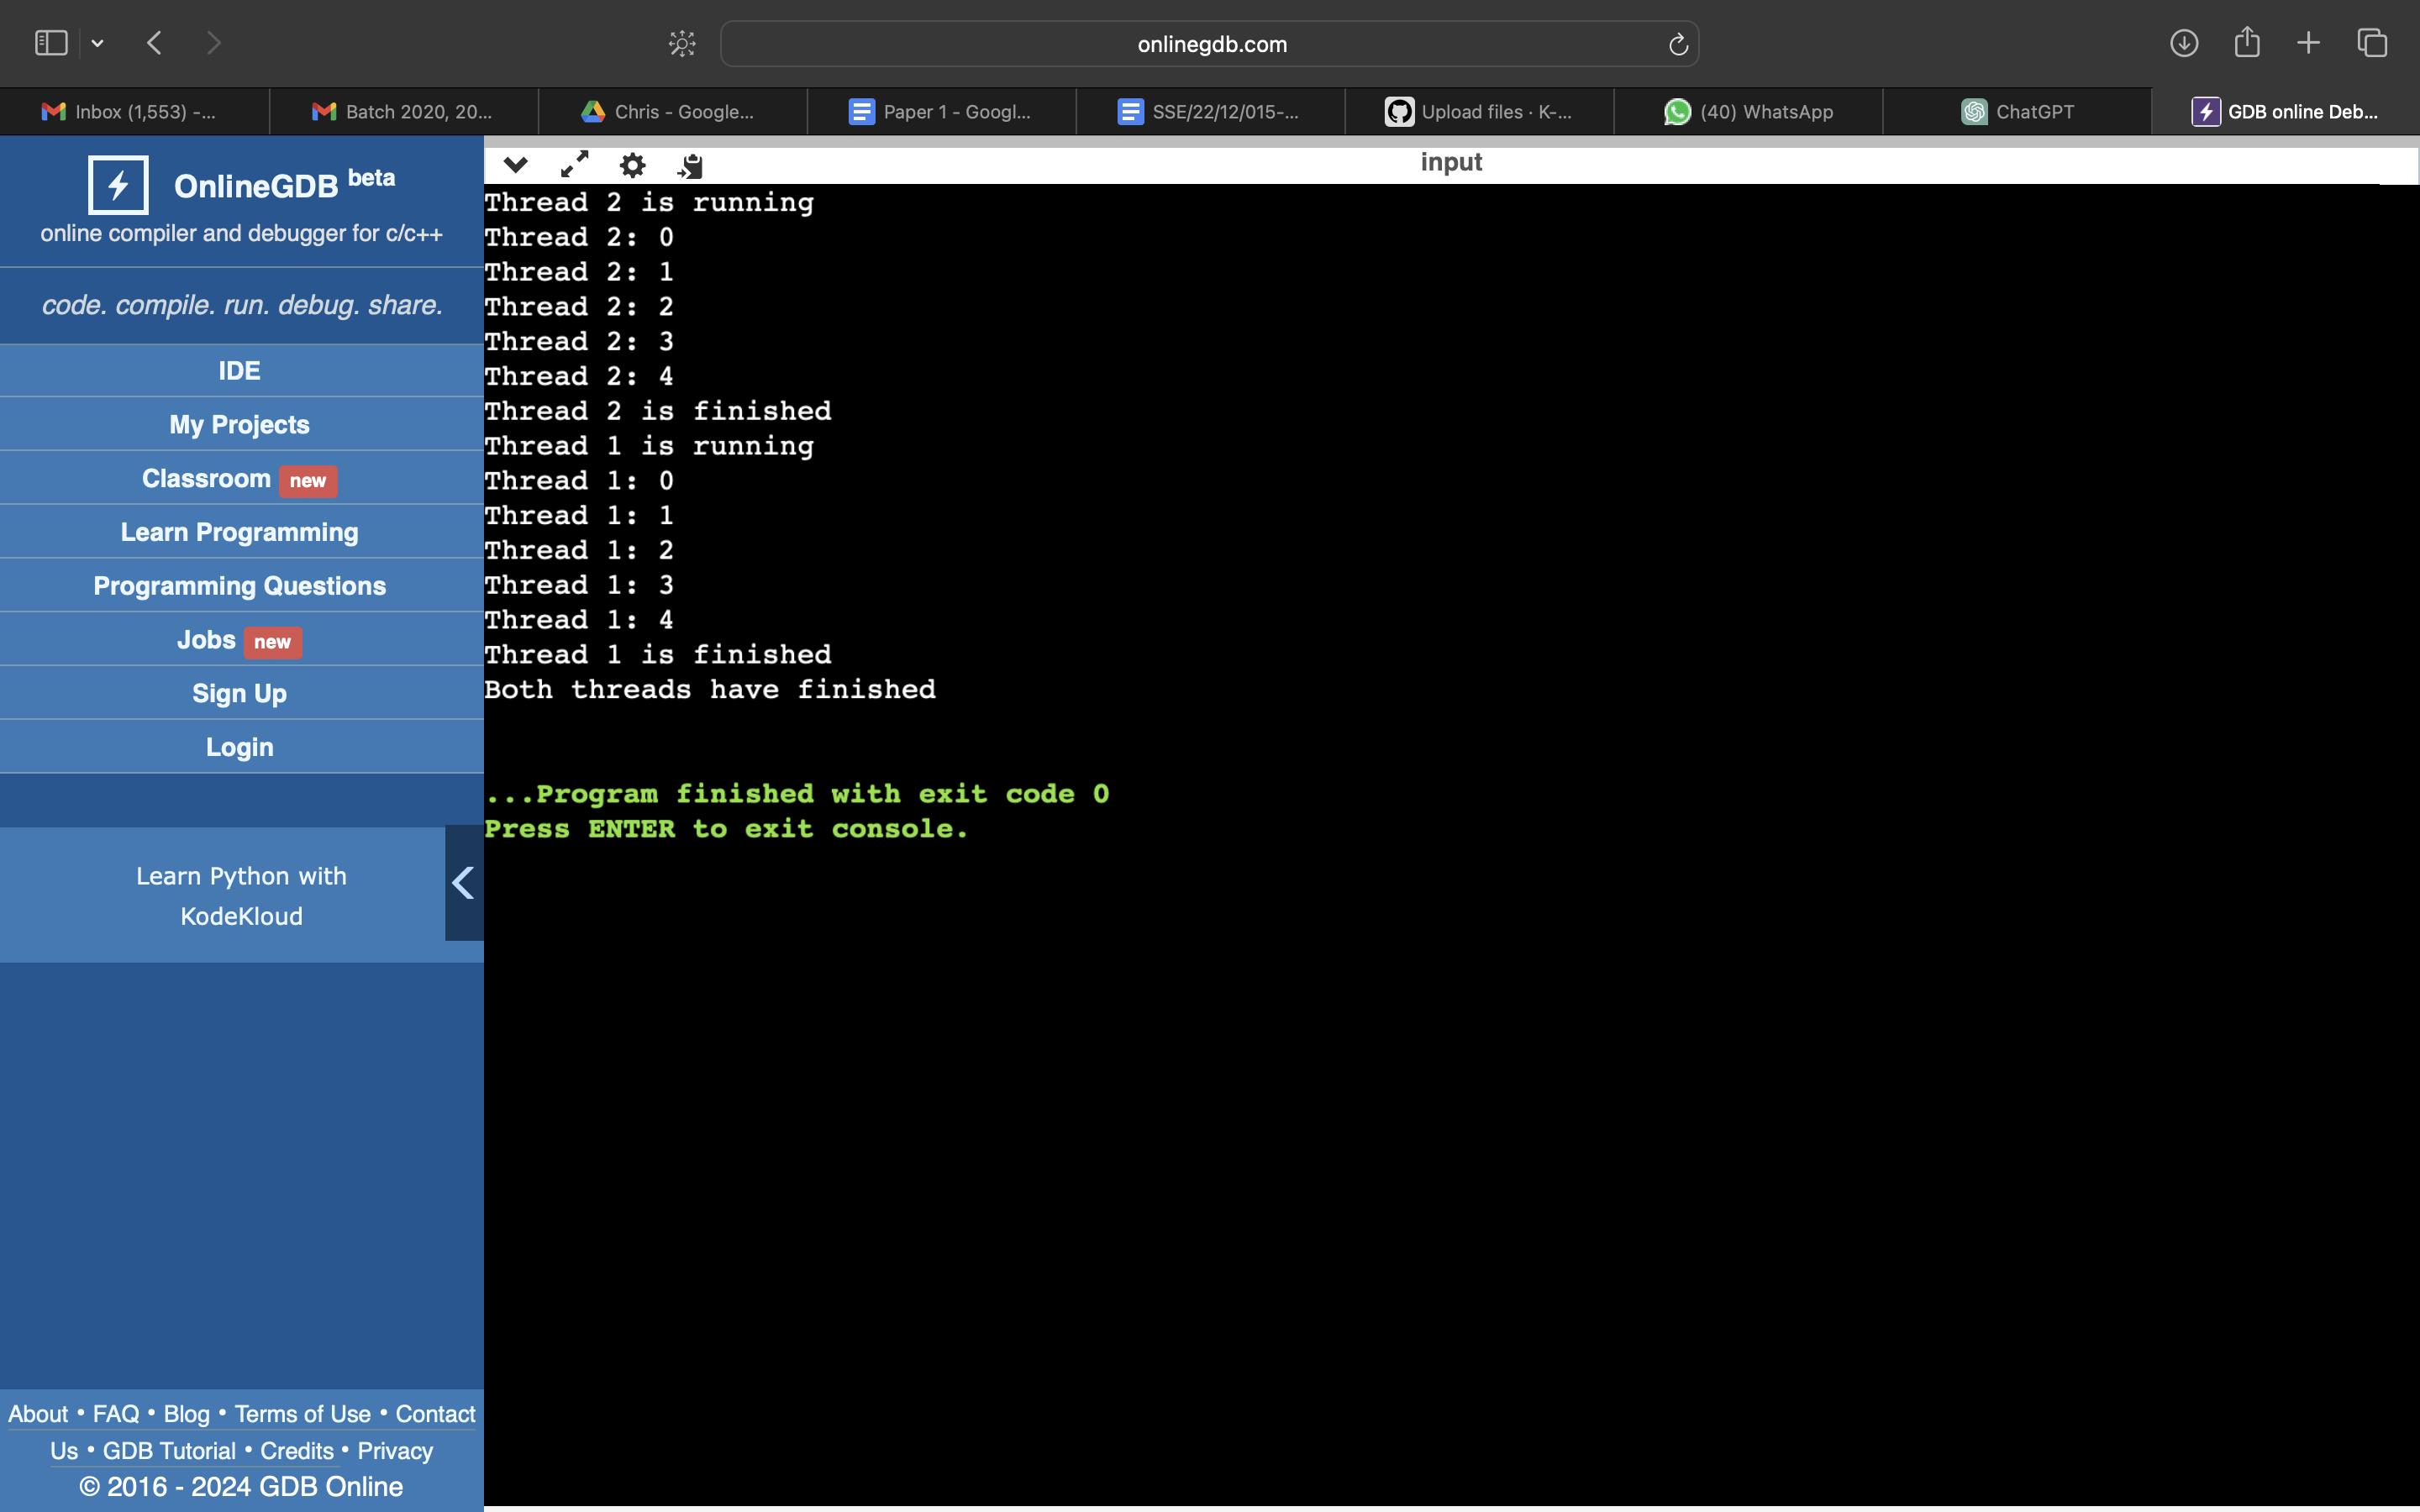 onlinegdb.com
Inbox (1,553) -...
Batch 2020, 20...
Chris - Google...
Paper 1 - Googl...
SSE/22/12/015-...
Upload files · K-...
(40) WhatsApp
ChatGPT
GDB online Deb...
OnlineGDB beta
online compiler and debugger for c/c++
code. compile. run. debug. share.
IDE
My Projects
Classroom new
Learn Programming
Programming Questions
Jobs new
Sign Up
Login
Learn Python with
KodeKloud
About • FAQ • Blog • Terms of Use • Contact
Us • GDB Tutorial • Credits • Privacy
© 2016 - 2024 GDB Online
input
Thread 2 is running
Thread 2: 0
Thread 2: 1
Thread 2: 2
Thread 2: 3
Thread 2: 4
Thread 2 is finished
Thread 1 is running
Thread 1: 0
Thread 1: 1
Thread 1: 2
Thread 1: 3
Thread 1: 4
Thread 1 is finished
Both threads have finished
...Program finished with exit code 0
Press ENTER to exit console.